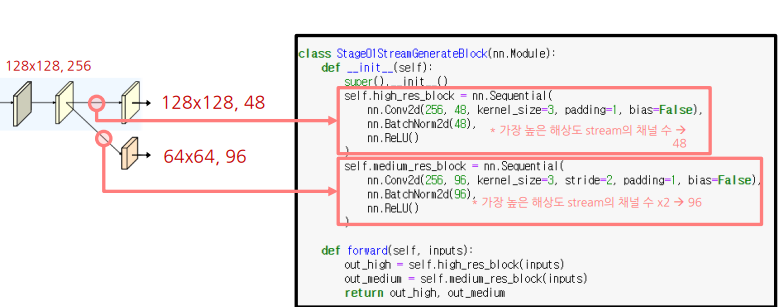 128x128, 256
128x128, 48
64x64, 96
class Stage01StreamGenerateBlock(nn.Module):
def __init__(self):
super().__init__()
self.high_res_block = nn.Sequential(
nn.Conv2d(256, 48, kernel_size=3, padding=1, bias=False),
nn.BatchNorm2d(48),
* 가장 높은 해상도 stream의 채널 수 →
48
nn.ReLU()
)
self.medium_res_block = nn.Sequential(
nn.Conv2d(256, 96, kernel_size=3, stride=2, padding=1, bias=False),
nn.BatchNorm2d(96),
* 가장 높은 해상도 stream의 채널 수 x2 → 96
nn.ReLU()
)
def forward(self, inputs):
out_high = self.high_res_block(inputs)
out_medium = self.medium_res_block(inputs)
return out_high, out_medium